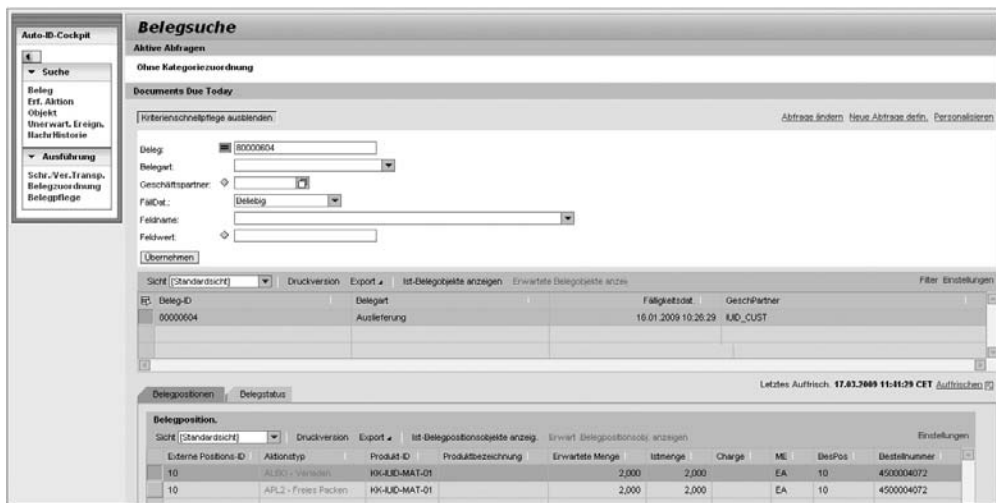 Auto-ID-Cockpit
Suche
Beleg
Erf. Aktion
Objekt
Unerwart. Ereign.
NachrHistorie
Ausführung
Schr./Ver.Transp.
Belegzuordnung
Belegpflege
Belegsuche
Aktive Abfragen
Ohne Kategoriezuordnung
Documents Due Today
Kriterienschnellpflege ausblenden
Abfrage ändern Neue Abfrage defin. Personalisieren
Beleg: 80000604
Belegart:
Geschäftspartner:
FällDat.: Beliebig
Feldname:
Feldwert:
Übernehmen
Sicht [Standardsicht] Druckversion Export Ist-Belegobjekte anzeigen Erwartete Belegobjekte anzei Filter Einstellungen
Beleg-ID Belegart Fälligkeitsdat. GeschPartner
80000604 Auslieferung 16.01.2009 10:26:29 IUID_CUST
Letztes Auffrisch. 17.03.2009 11:41:29 CET Auffrischen
Belegpositionen Belegstatus
Belegposition.
Sicht [Standardsicht] Druckversion Export Ist-Belegpositionsobjekte anzeig. Erwart. Belegpositionsobj. anzeigen Einstellungen
Externe Positions-ID Aktionstyp Produkt-ID Produktbezeichnung Erwartete Menge Istmenge Charge ME BesPos Bestellnummer
10 Verladen KK-IUID-MAT-01 2,000 2,000 EA 10 4500004072
10 APL2 - Freies Packen KK-IUID-MAT-01 2,000 2,000 EA 10 4500004072